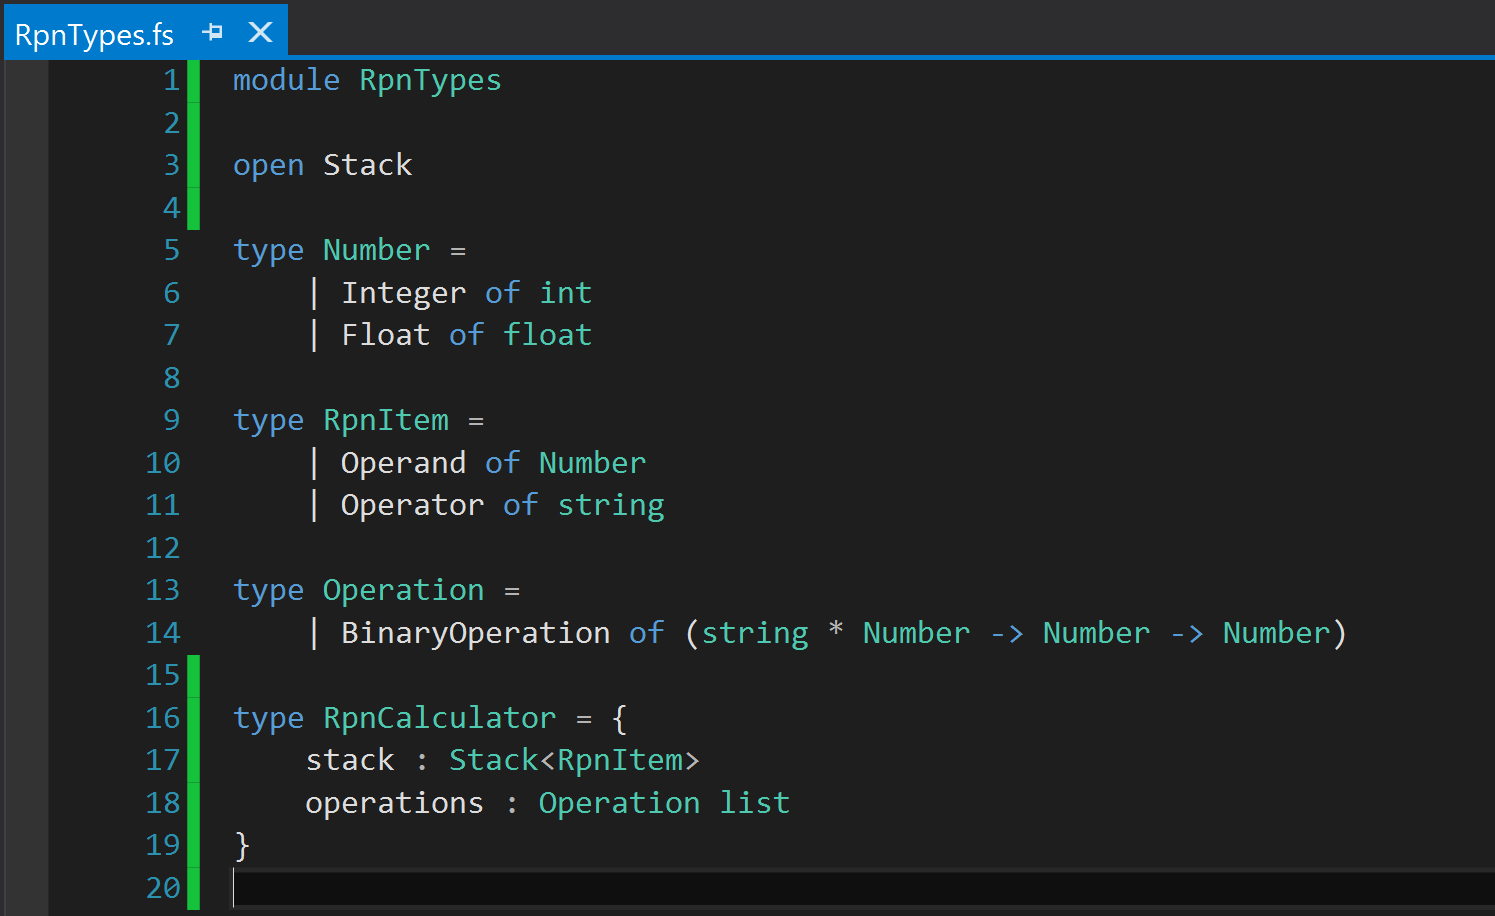 RpnTypes.fs
1 module RpnTypes
2
3 open Stack
4
5 type Number =
6     | Integer of int
7     | Float of float
8
9 type RpnItem =
10     | Operand of Number
11     | Operator of string
12
13 type Operation =
14     | BinaryOperation of (string * Number -> Number -> Number)
15
16 type RpnCalculator = {
17     stack : Stack<RpnItem>
18     operations : Operation list
19 }
20